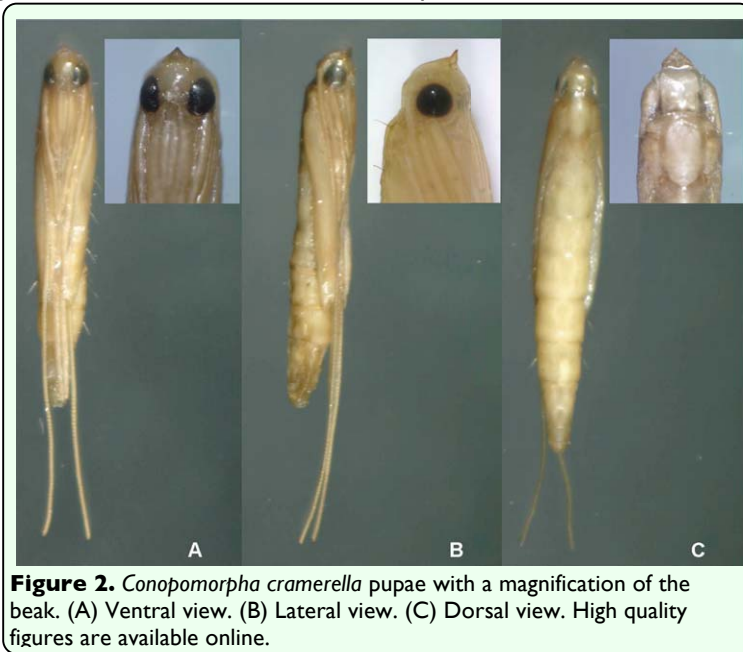 A
B
C
Figure 2. Conopomorpha cramerella pupae with a magnification of the
beak. (A) Ventral view. (B) Lateral view. (C) Dorsal view. High quality
figures are available online.